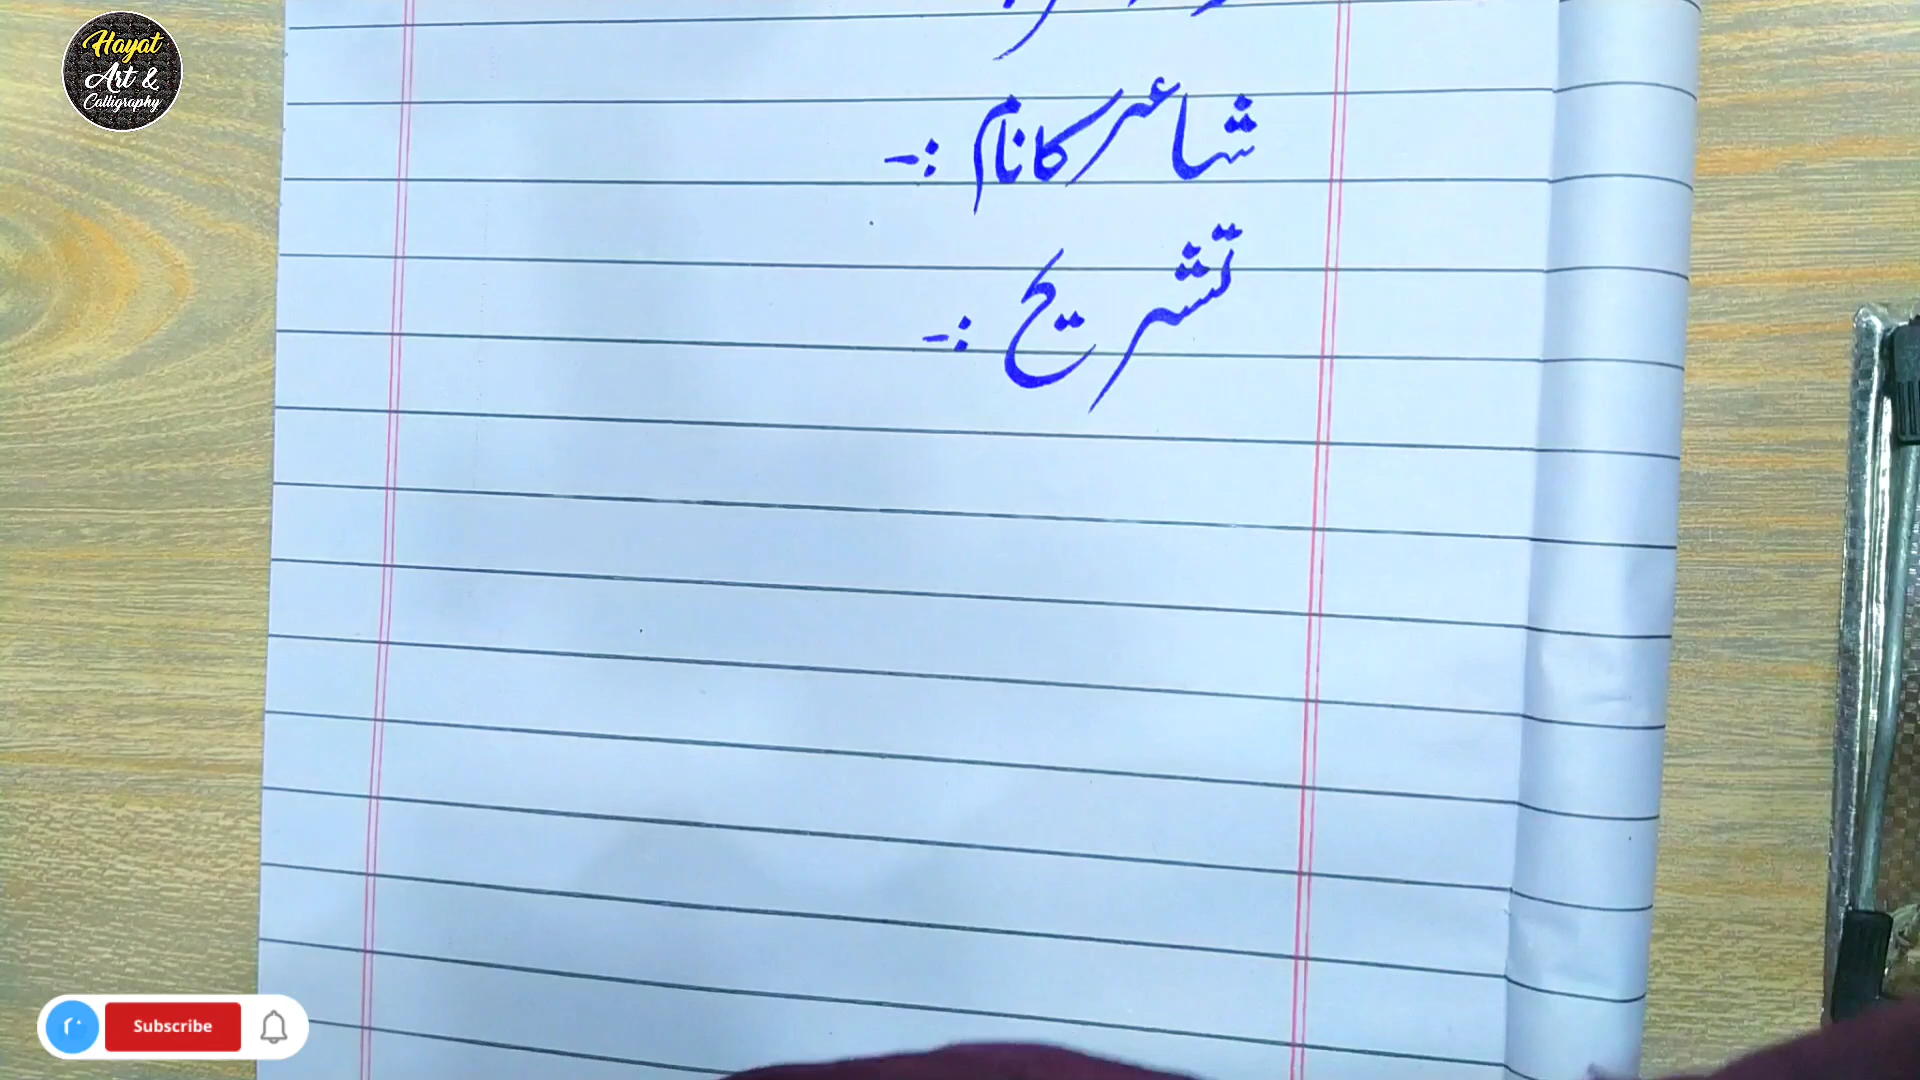 Hayat
Art &
Calligraphy
شاعر کا نام :-
تشریح :-
Subscribe